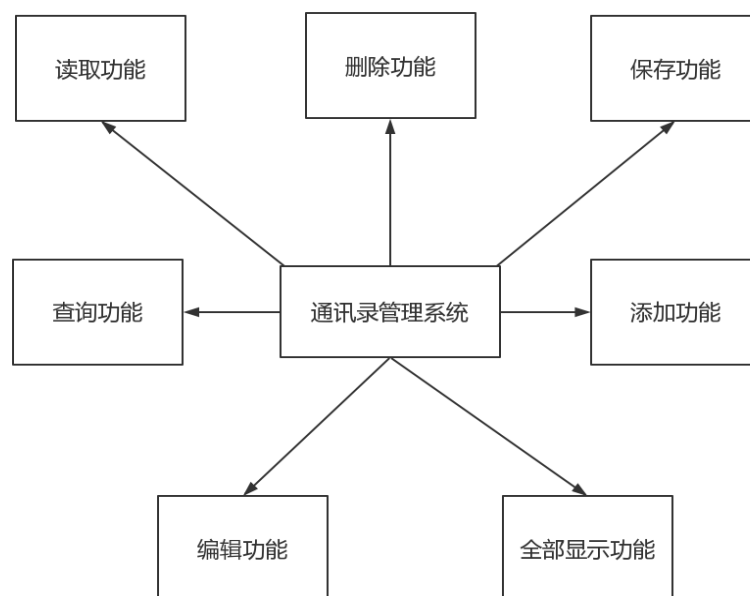 读取功能
删除功能
保存功能
查询功能
通讯录管理系统
添加功能
编辑功能
全部显示功能